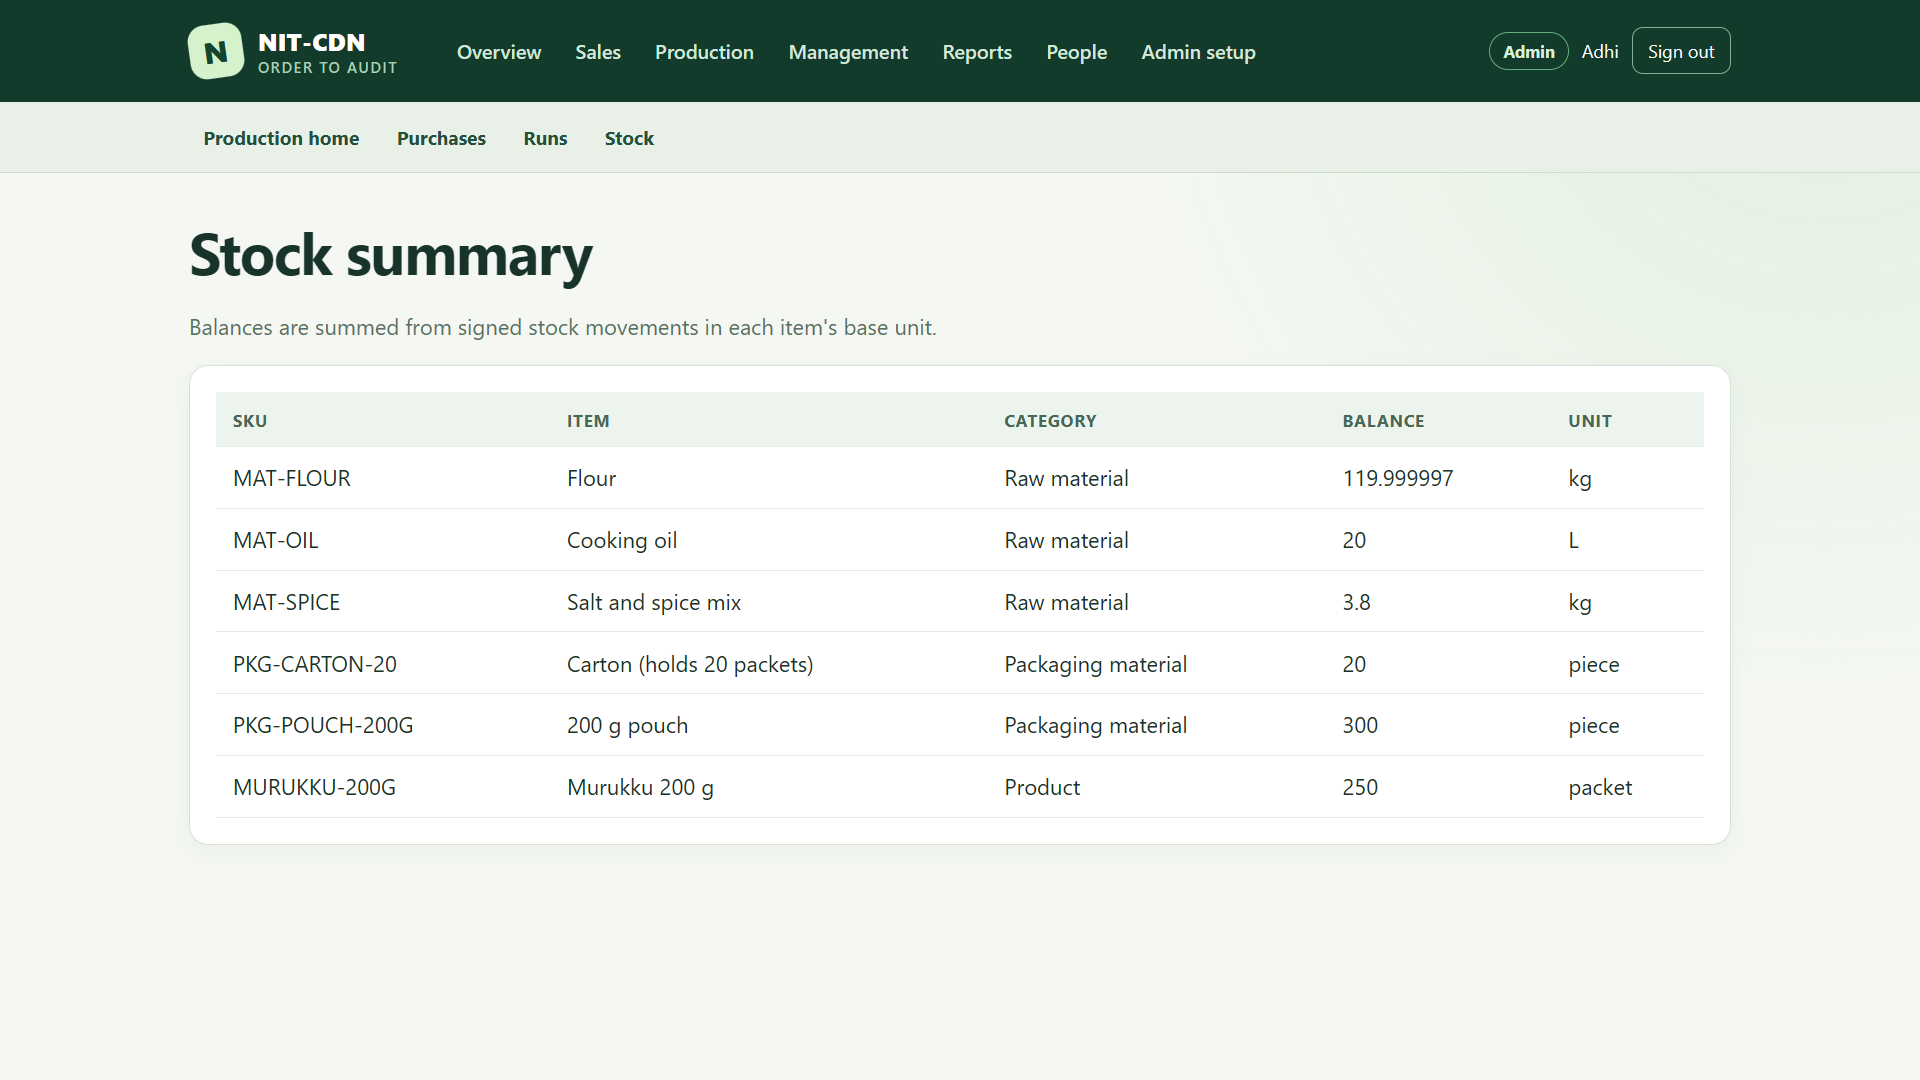 N
NIT-CDN
ORDER TO AUDIT
Overview Sales Production Management Reports People Admin setup
Admin Adhi Sign out
Production home Purchases Runs Stock
Stock summary
Balances are summed from signed stock movements in each item's base unit.
SKU ITEM CATEGORY BALANCE UNIT
MAT-FLOUR Flour Raw material 119.999997 kg
MAT-OIL Cooking oil Raw material 20 L
MAT-SPICE Salt and spice mix Raw material 3.8 kg
PKG-CARTON-20 Carton (holds 20 packets) Packaging material 20 piece
PKG-POUCH-200G 200 g pouch Packaging material 300 piece
MURUKKU-200G Murukku 200 g Product 250 packet